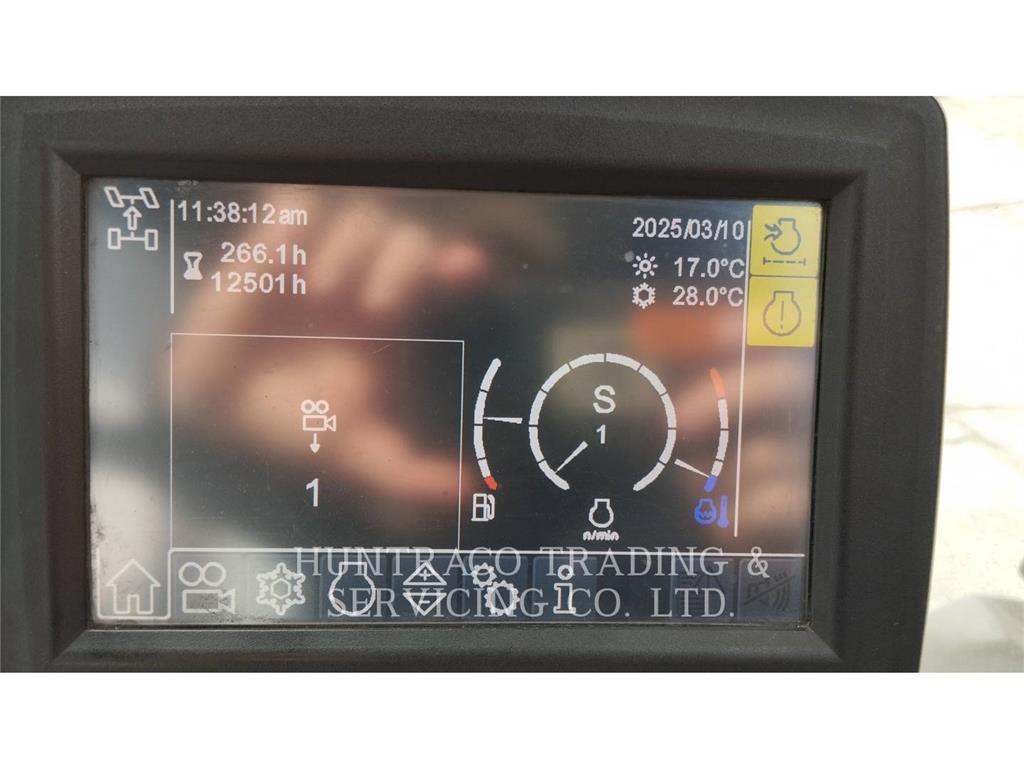 11:38:12am
266.1h
12501h
2025/03/10
17.0°C
28.0°C
S
1
1
n/min
HUNTRACO TRADING &
SERVICING CO. LTD.